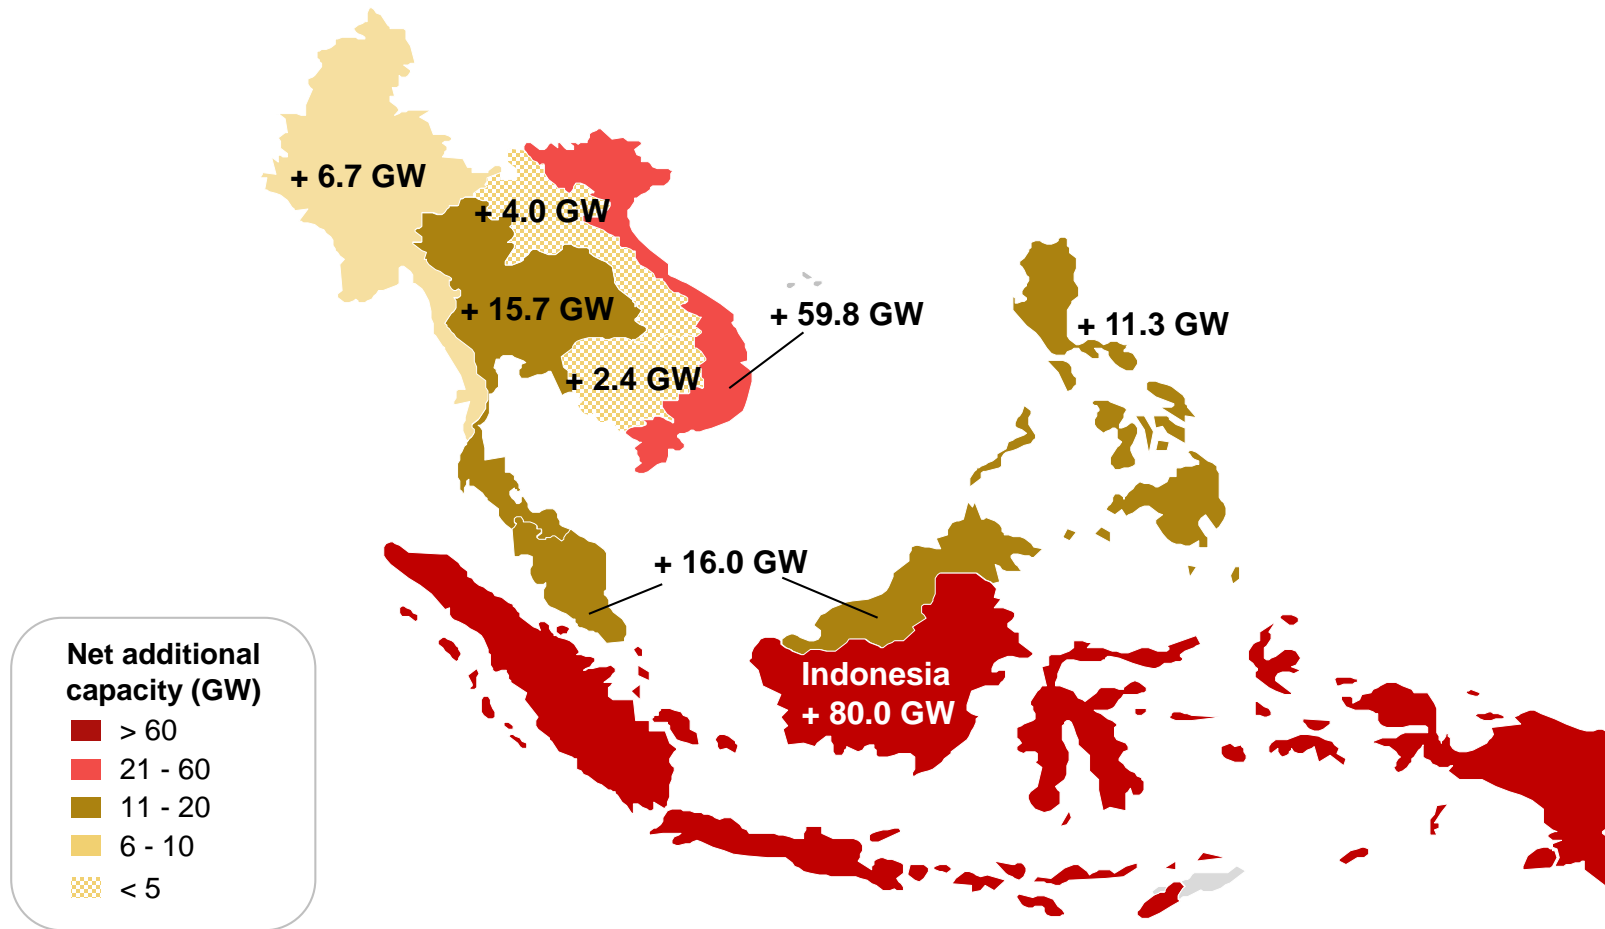 + 6.7 GW
+ 4.0 GW
+ 15.7 GW
+ 59.8 GW
+ 11.3 GW
+ 2.4 GW
+ 16.0 GW
Indonesia
+ 80.0 GW
Net additional
capacity (GW)
> 60
21 - 60
11 - 20
6 - 10
< 5